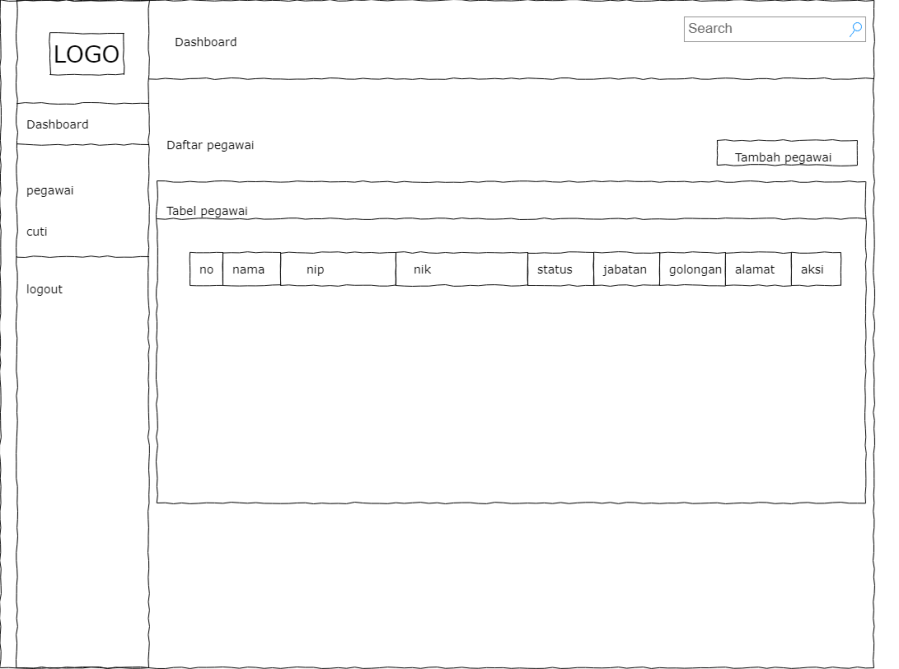 LOGO
Dashboard
Search
Dashboard
pegawai
cuti
logout
Daftar pegawai
Tambah pegawai
Tabel pegawai
no nama nip nik status jabatan golongan alamat aksi